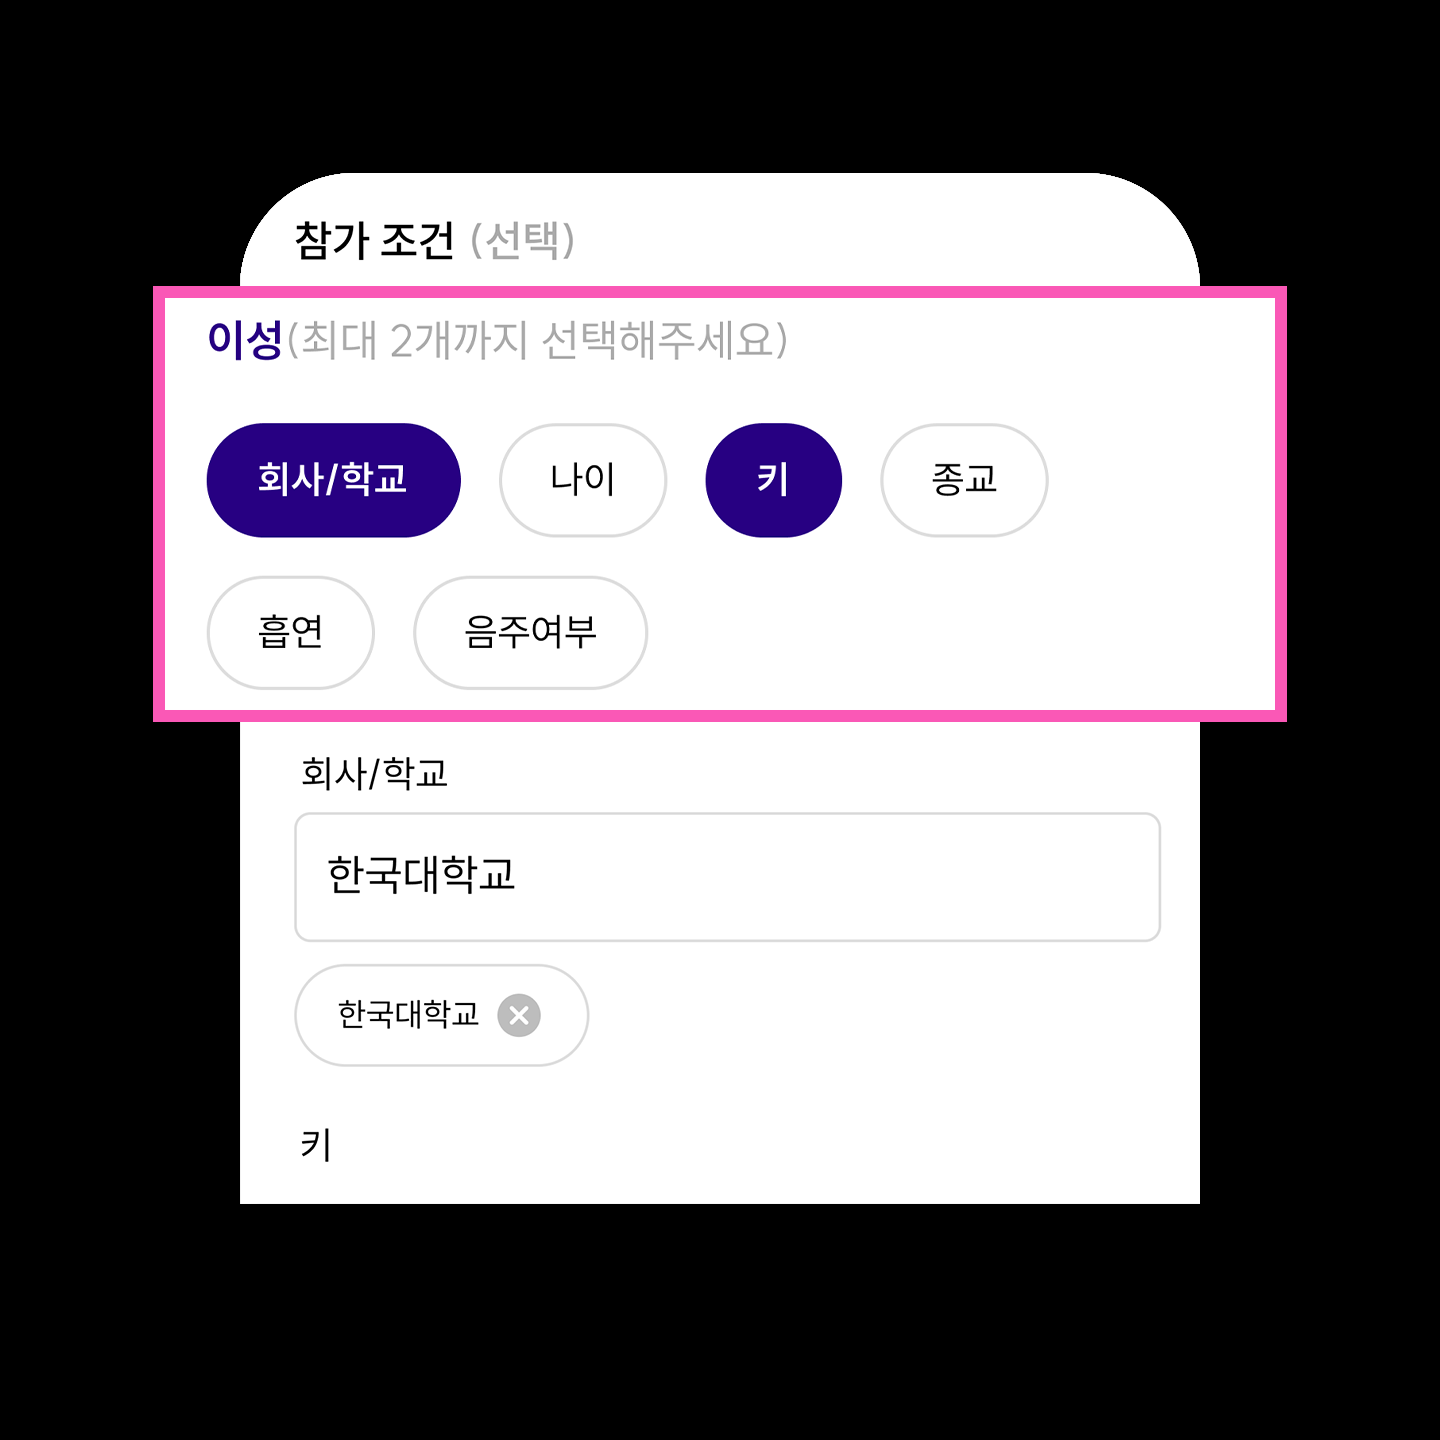 참가 조건 (선택)
이성(최대 2개까지 선택해주세요)
회사/학교 나이 키 종교
흡연 음주여부
회사/학교
한국대학교
한국대학교
키